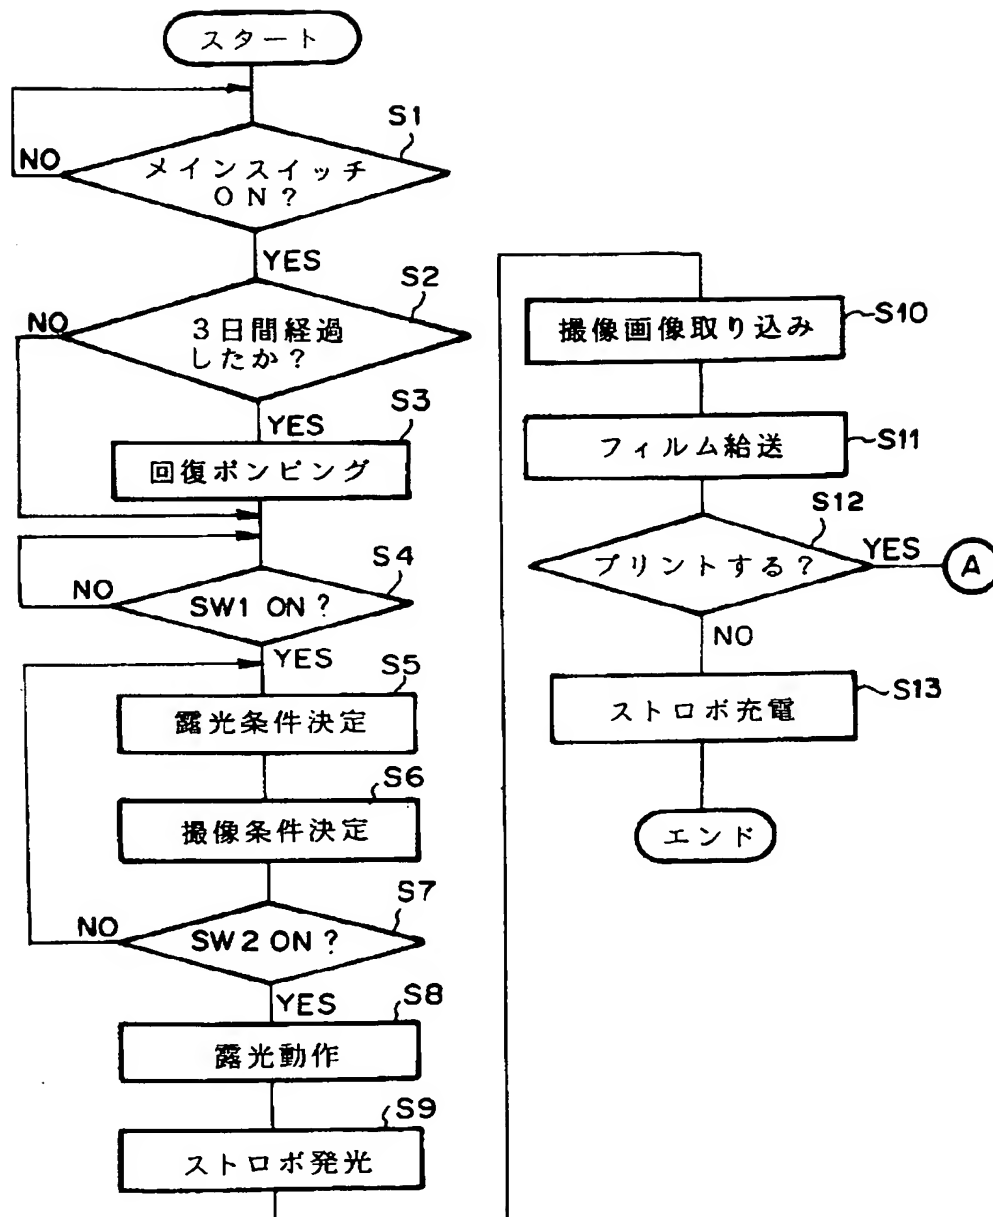 スタート
S1
メインスイッチ
ON？
NO
YES
S2
3日間経過
したか？
NO
YES
S3
回復ポンピング
S4
SW1 ON？
NO
YES
S5
露光条件決定
S6
撮像条件決定
S7
SW2 ON？
NO
YES
S8
露光動作
S9
ストロボ発光
撮像画像取り込み
S10
フィルム給送
S11
S12
プリントする？
YES
A
NO
ストロボ充電
S13
エンド